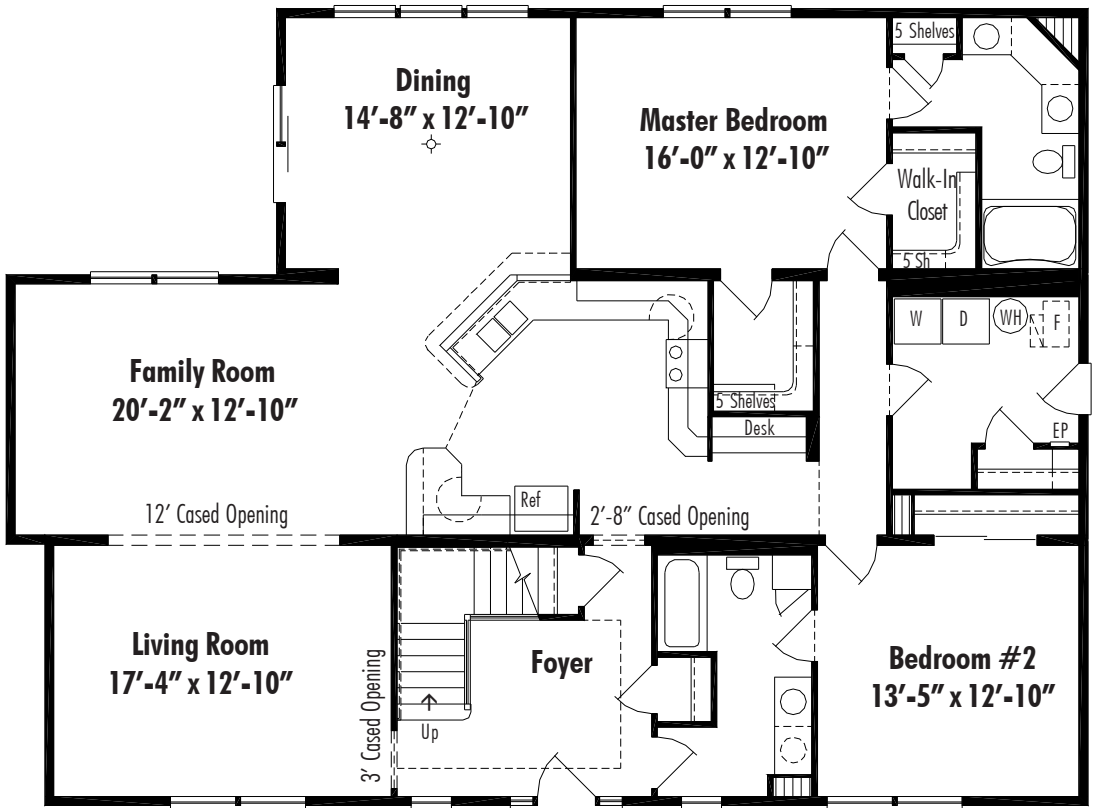 5 Shelves
Dining
14'-8" x 12'-10"
Master Bedroom
16'-0" x 12'-10"
Walk-In
Closet
5 Sh
W
D
WH
F
Family Room
20'-2" x 12'-10"
5 Shelves
Desk
EP
Ref
12' Cased Opening
2'-8" Cased Opening
Living Room
17'-4" x 12'-10"
3' Cased Opening
Up
Foyer
Bedroom #2
13'-5" x 12'-10"